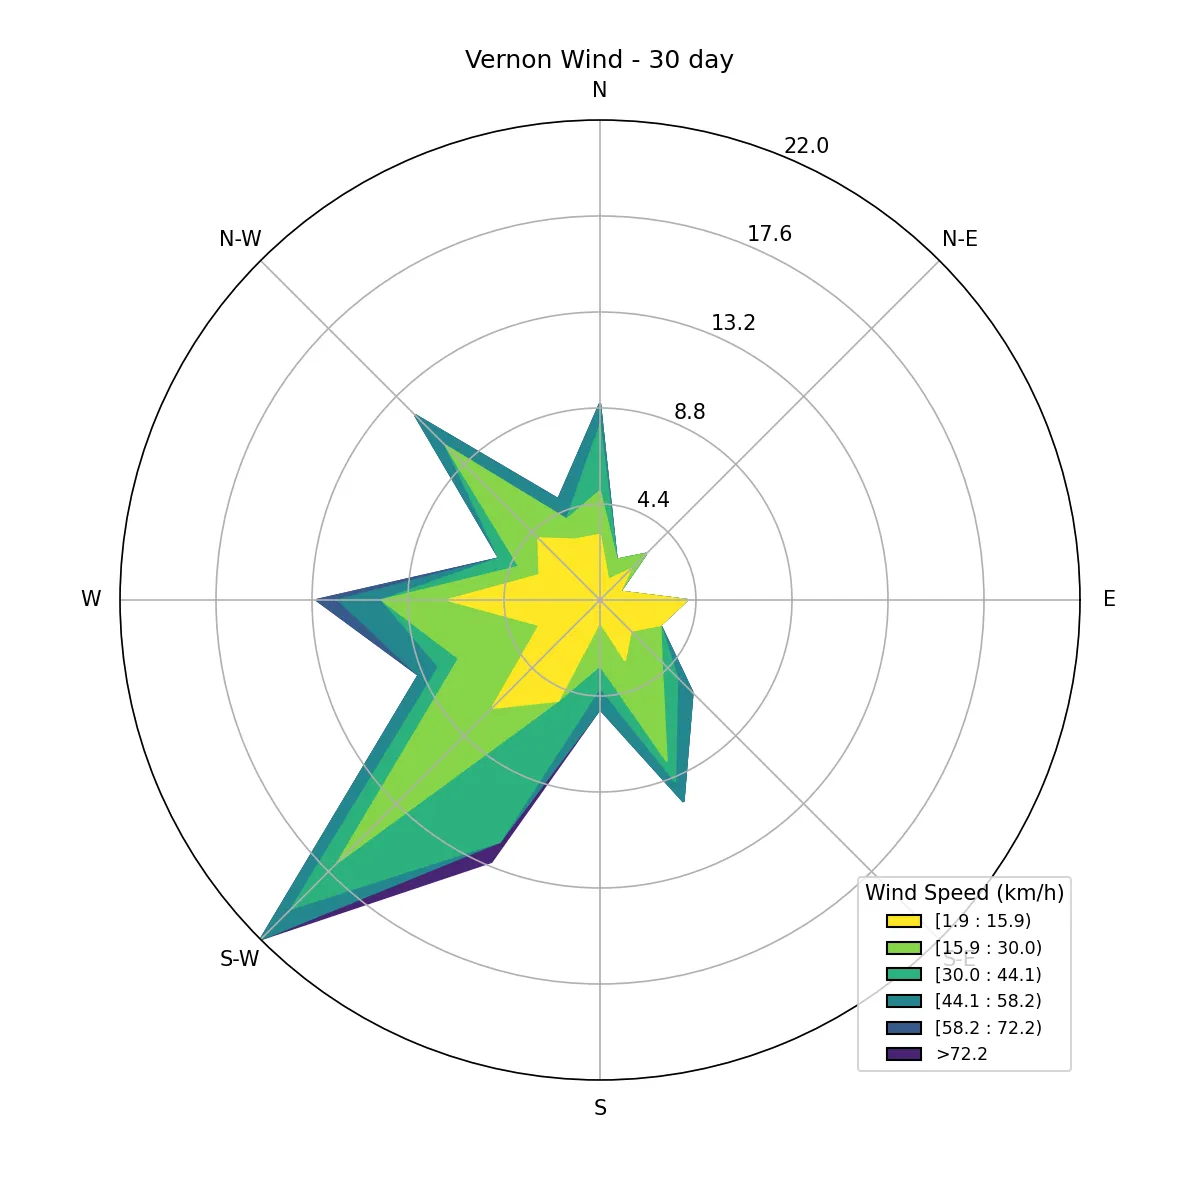 Vernon Wind - 30 day
N
22.0
17.6
N-W
N-E
13.2
8.8
4.4
W
E
Wind Speed (km/h)
[1.9 : 15.9)
[15.9 : 30.0)
S-W
S-E
[30.0 : 44.1)
[44.1 : 58.2)
[58.2 : 72.2)
>72.2
S